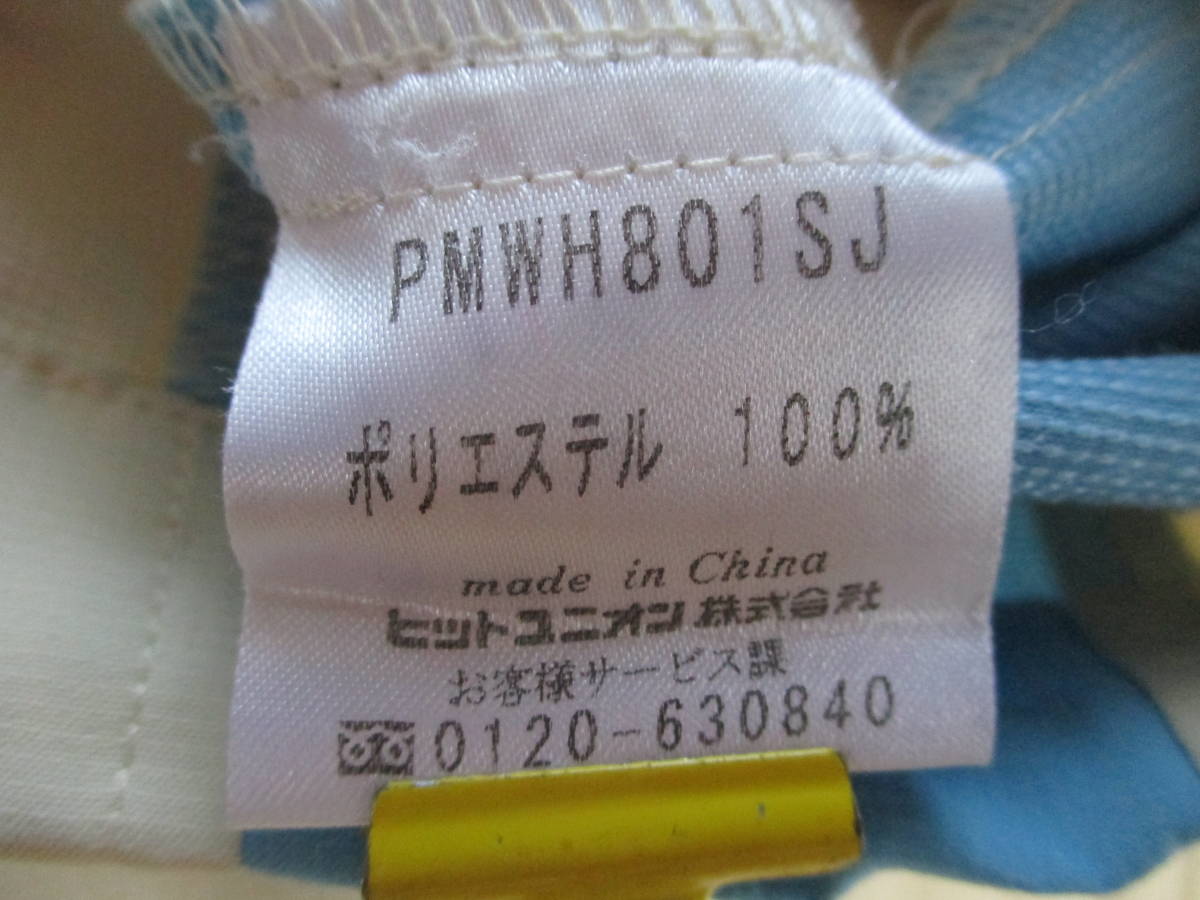 PMWH801SJ
ポリエステル 100%
made in China
ヒットユニオン株式会社
お客様サービス課
0120-630840